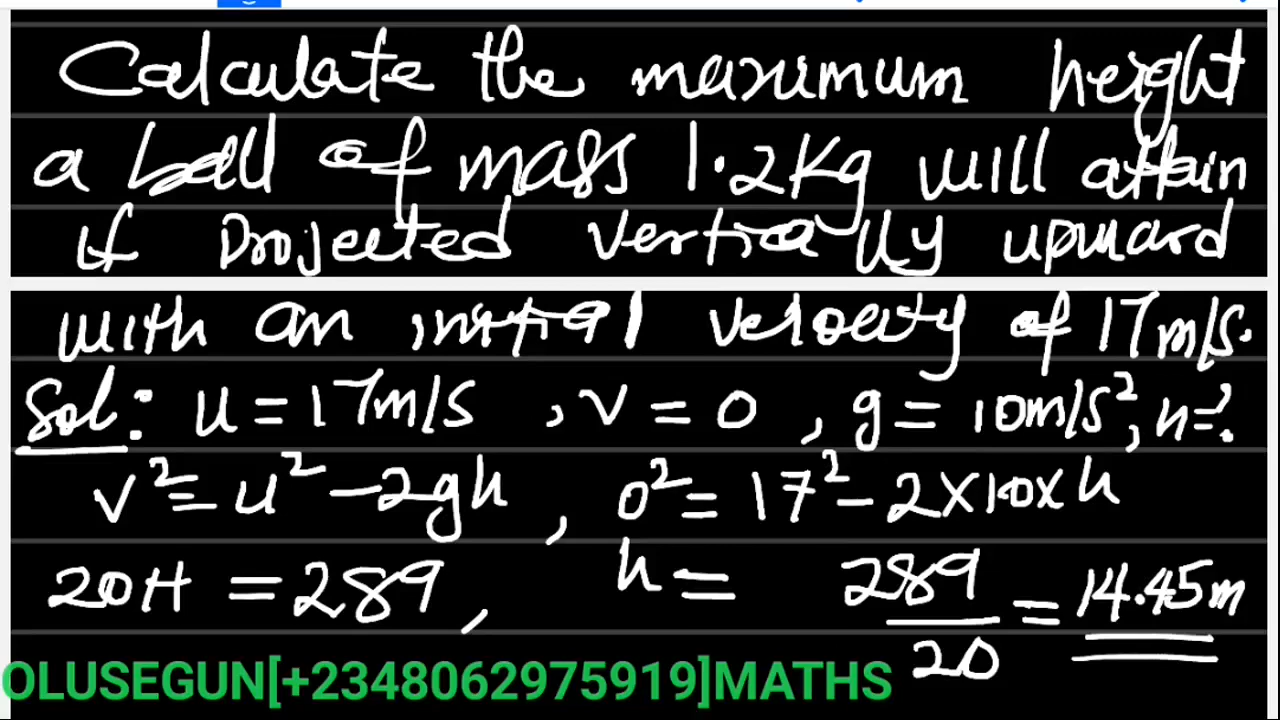 Calculate the maximum height
a ball of mass 1.2Kg will attain
if projected vertically upward
with an initial velocity of 17m/s.
Sol: u = 17m/s , v = 0 , g = 10m/s², h=?
v² = u² - 2gh , 0² = 17² - 2x10xh
20H = 289 , h = 289/20 = 14.45m
OLUSEGUN[+2348062975919]MATHS